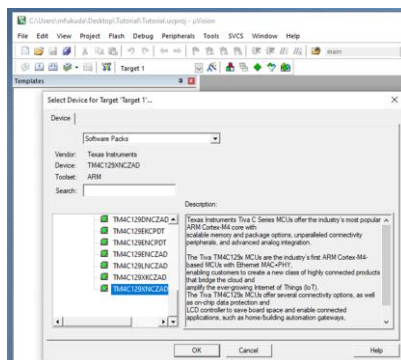 C:\Users\mfukuda\Desktop\Tutorial\Tutorial.uvproj - µVision
File Edit View Project Flash Debug Peripherals Tools SVCS Window Help
main
Target 1
Templates
Select Device for Target 'Target 1'...
Device
Software Packs
Vendor: Texas Instruments
Device: TM4C129XNCZAD
Toolset: ARM
Search:
Description:
TM4C129DNCZAD
TM4C129EKCPDT
TM4C129ENCPDT
TM4C129ENCZAD
TM4C129LNCZAD
TM4C129XKCZAD
TM4C129XNCZAD
Texas Instruments Tiva C Series MCUs offer the industry's most popular
ARM Cortex-M4 core with
scalable memory and package options, unparalleled connectivity
peripherals, and advanced analog integration.
The Tiva TM4C129x MCUs are the industry's first ARM Cortex-M4-
based MCUs with Ethernet MAC+PHY,
enabling customers to create a new class of highly connected products
that bridge the cloud and
amplify the ever-growing Internet of Things (IoT).
The Tiva TM4C129x MCUs offer several connectivity options, as well
as on-chip data protection and
LCD controller to save board space and enable connected
applications, such as home/building automation gateways,
OK Cancel Help